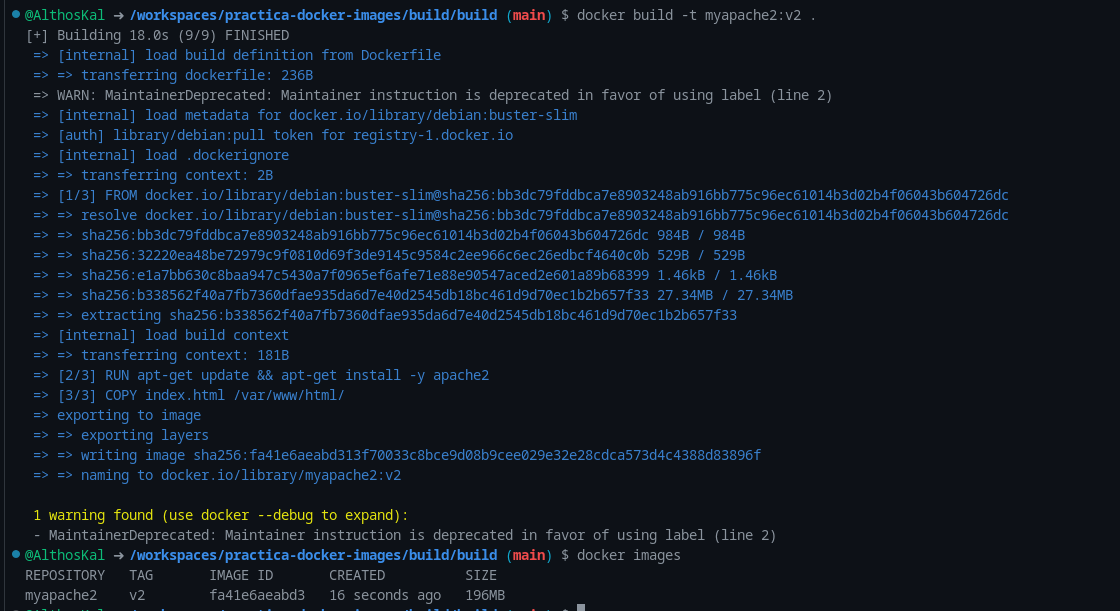 @AlthosKal → /workspaces/practica-docker-images/build/build (main) $ docker build -t myapache2:v2 .
[+] Building 18.0s (9/9) FINISHED
=> [internal] load build definition from Dockerfile
=> => transferring dockerfile: 236B
=> WARN: MaintainerDeprecated: Maintainer instruction is deprecated in favor of using label (line 2)
=> [internal] load metadata for docker.io/library/debian:buster-slim
=> [auth] library/debian:pull token for registry-1.docker.io
=> [internal] load .dockerignore
=> => transferring context: 2B
=> [1/3] FROM docker.io/library/debian:buster-slim@sha256:bb3dc79fddbca7e8903248ab916bb775c96ec61014b3d02b4f06043b604726dc
=> => resolve docker.io/library/debian:buster-slim@sha256:bb3dc79fddbca7e8903248ab916bb775c96ec61014b3d02b4f06043b604726dc
=> => sha256:bb3dc79fddbca7e8903248ab916bb775c96ec61014b3d02b4f06043b604726dc 984B / 984B
=> => sha256:32220ea48be72979c9f0810d69f3de9145c9584c2ee966c6ec26edbcf4640c0b 529B / 529B
=> => sha256:e1a7bb630c8baa947c5430a7f0965ef6afe71e88e90547aced2e601a89b68399 1.46kB / 1.46kB
=> => sha256:b338562f40a7fb7360dfae935da6d7e40d2545db18bc461d9d70ec1b2b657f33 27.34MB / 27.34MB
=> => extracting sha256:b338562f40a7fb7360dfae935da6d7e40d2545db18bc461d9d70ec1b2b657f33
=> [internal] load build context
=> => transferring context: 181B
=> [2/3] RUN apt-get update && apt-get install -y apache2
=> [3/3] COPY index.html /var/www/html/
=> exporting to image
=> => exporting layers
=> => writing image sha256:fa41e6aeabd313f70033c8bce9d08b9cee029e32e28cdca573d4c4388d83896f
=> => naming to docker.io/library/myapache2:v2
1 warning found (use docker --debug to expand):
- MaintainerDeprecated: Maintainer instruction is deprecated in favor of using label (line 2)
@AlthosKal → /workspaces/practica-docker-images/build/build (main) $ docker images
REPOSITORY TAG IMAGE ID CREATED SIZE
myapache2 v2 fa41e6aeabd3 16 seconds ago 196MB